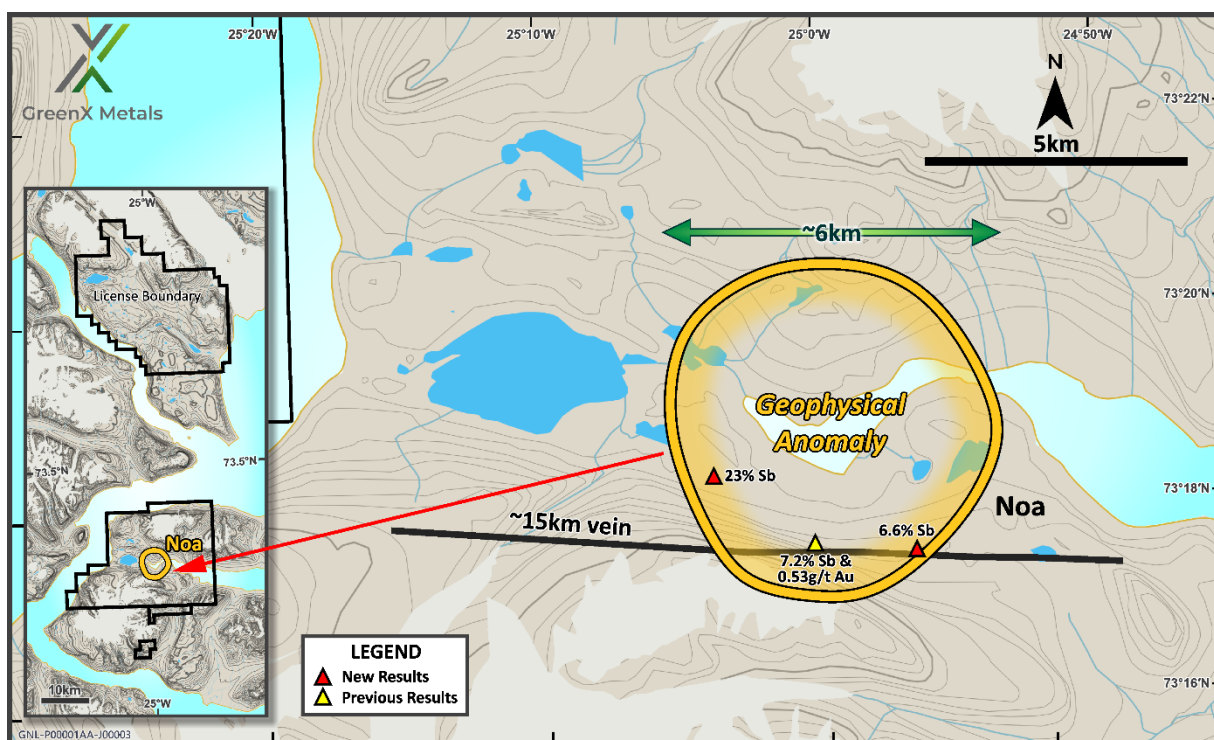 25°20'W
25°10'W
25°0'W
24°50'W
GreenX Metals
N
73°22'N
5km
25°W
~6km
License Boundary
73°20'N
Geophysical
Anomaly
73.5°N
73.5°N
23% Sb
73°18'N
Noa
~15km vein
6.6% Sb
Noa
7.2% Sb &
0.53g/t Au
LEGEND
New Results
Previous Results
10km
25°W
73°16'N
GNL-P00001AA-J00003